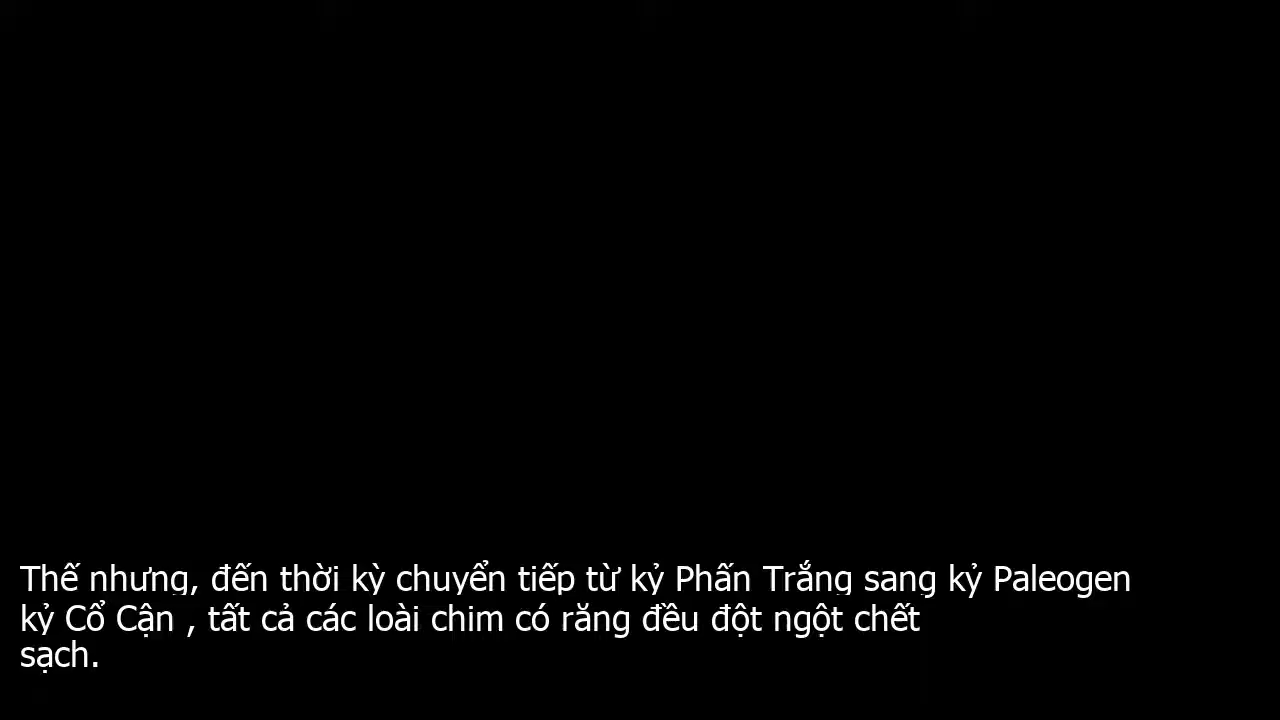 Thế nhưng, đến thời kỳ chuyển tiếp từ kỷ Phấn Trắng sang kỷ Paleogen
kỷ Cổ Cận , tất cả các loài chim có răng đều đột ngột chết
sạch.